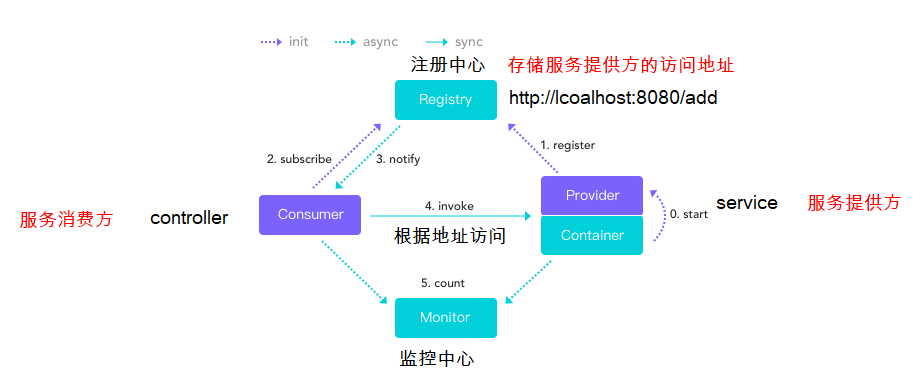 init async sync
注册中心 存储服务提供方的访问地址
Registry http://lcoalhost:8080/add
1. register
2. subscribe 3. notify
Provider
4. invoke service 服务提供方
服务消费方 controller Consumer 0. start
根据地址访问 Container
5. count
Monitor
监控中心